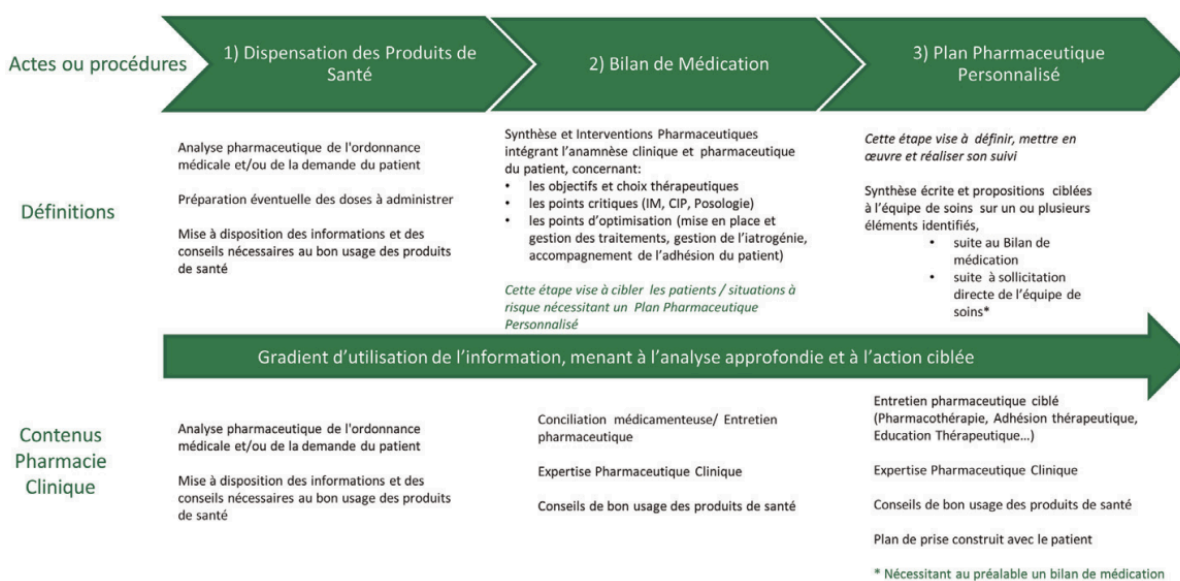 Actes ou procédures
1) Dispensation des Produits de
Santé
2) Bilan de Médication
3) Plan Pharmaceutique
Personnalisé
Définitions
Analyse pharmaceutique de l'ordonnance
médicale et/ou de la demande du patient
Préparation éventuelle des doses à administrer
Mise à disposition des informations et des
conseils nécessaires au bon usage des produits
de santé
Synthèse et Interventions Pharmaceutiques
intégrant l'anamnèse clinique et pharmaceutique
du patient, concernant:
• les objectifs et choix thérapeutiques
• les points critiques (IM, CIP, Posologie)
• les points d'optimisation (mise en place et
gestion des traitements, gestion de l'iatrogénie,
accompagnement de l'adhésion du patient)
Cette étape vise à cibler les patients / situations à
risque nécessitant un Plan Pharmaceutique
Personnalisé
Cette étape vise à définir, mettre en
œuvre et réaliser son suivi
Synthèse écrite et propositions ciblées
à l'équipe de soins sur un ou plusieurs
éléments identifiés,
• suite au Bilan de
médication
• suite à sollicitation
directe de l'équipe de
soins*
Gradient d'utilisation de l'information, menant à l'analyse approfondie et à l'action ciblée
Contenus
Pharmacie
Clinique
Analyse pharmaceutique de l'ordonnance
médicale et/ou de la demande du patient
Mise à disposition des informations et des
conseils nécessaires au bon usage des produits
de santé
Conciliation médicamenteuse/ Entretien
pharmaceutique
Expertise Pharmaceutique Clinique
Conseils de bon usage des produits de santé
Entretien pharmaceutique ciblé
(Pharmacothérapie, Adhésion thérapeutique,
Education Thérapeutique...)
Expertise Pharmaceutique Clinique
Conseils de bon usage des produits de santé
Plan de prise construit avec le patient
* Nécessitant au préalable un bilan de médication